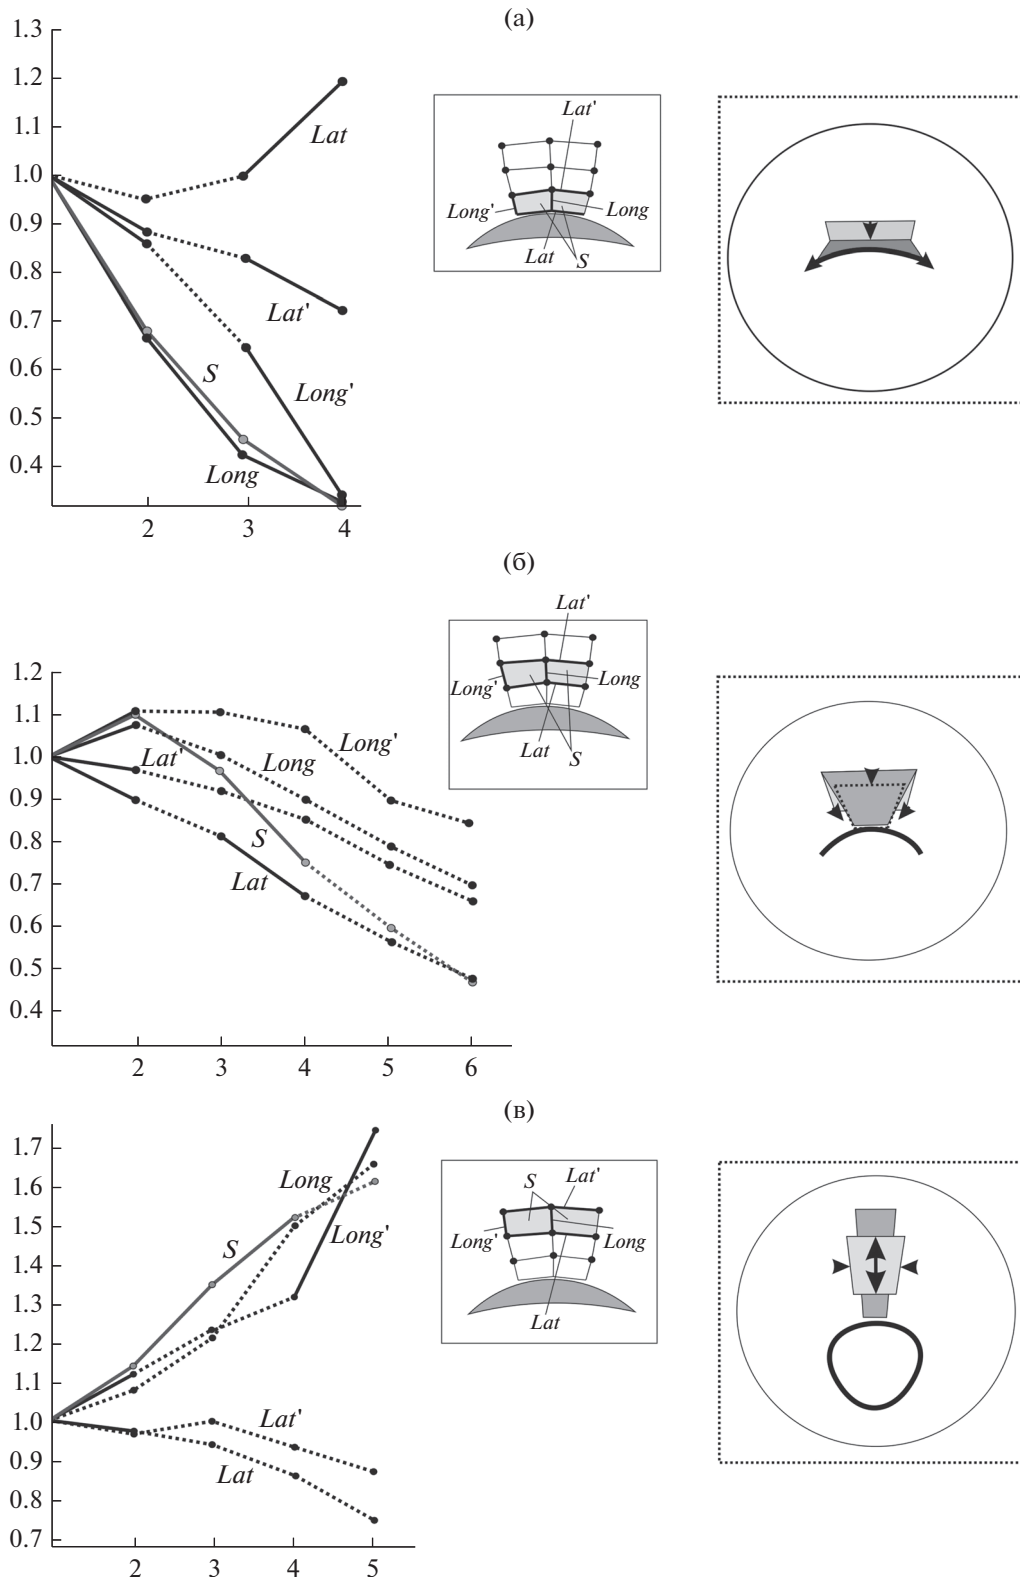 (а)
1.3
1.2
1.1
1.0
0.9
0.8
0.7
0.6
0.5
0.4
2 3 4
Lat
Lat'
S
Long'
Long
Lat'
Long'
Long
Lat
S
(б)
1.2
1.1
1.0
0.9
0.8
0.7
0.6
0.5
0.4
2 3 4 5 6
Long'
Long
Lat'
S
Lat
Lat'
Long'
Long
Lat
S
(в)
1.7
1.6
1.5
1.4
1.3
1.2
1.1
1.0
0.9
0.8
0.7
2 3 4 5
Long
Long'
S
Lat'
Lat
S
Lat'
Long'
Long
Lat